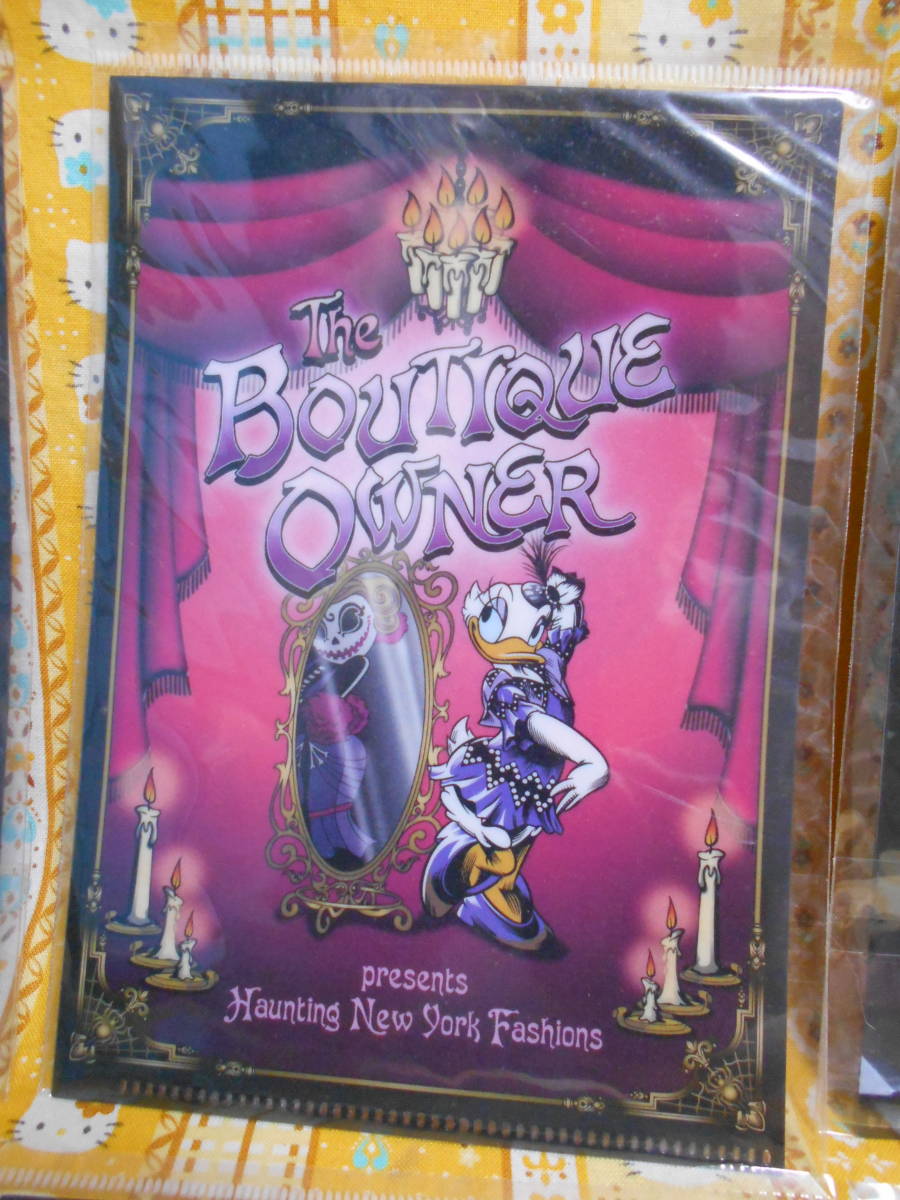 The
BOUTIQUE
OWNER
presents
Haunting New York Fashions